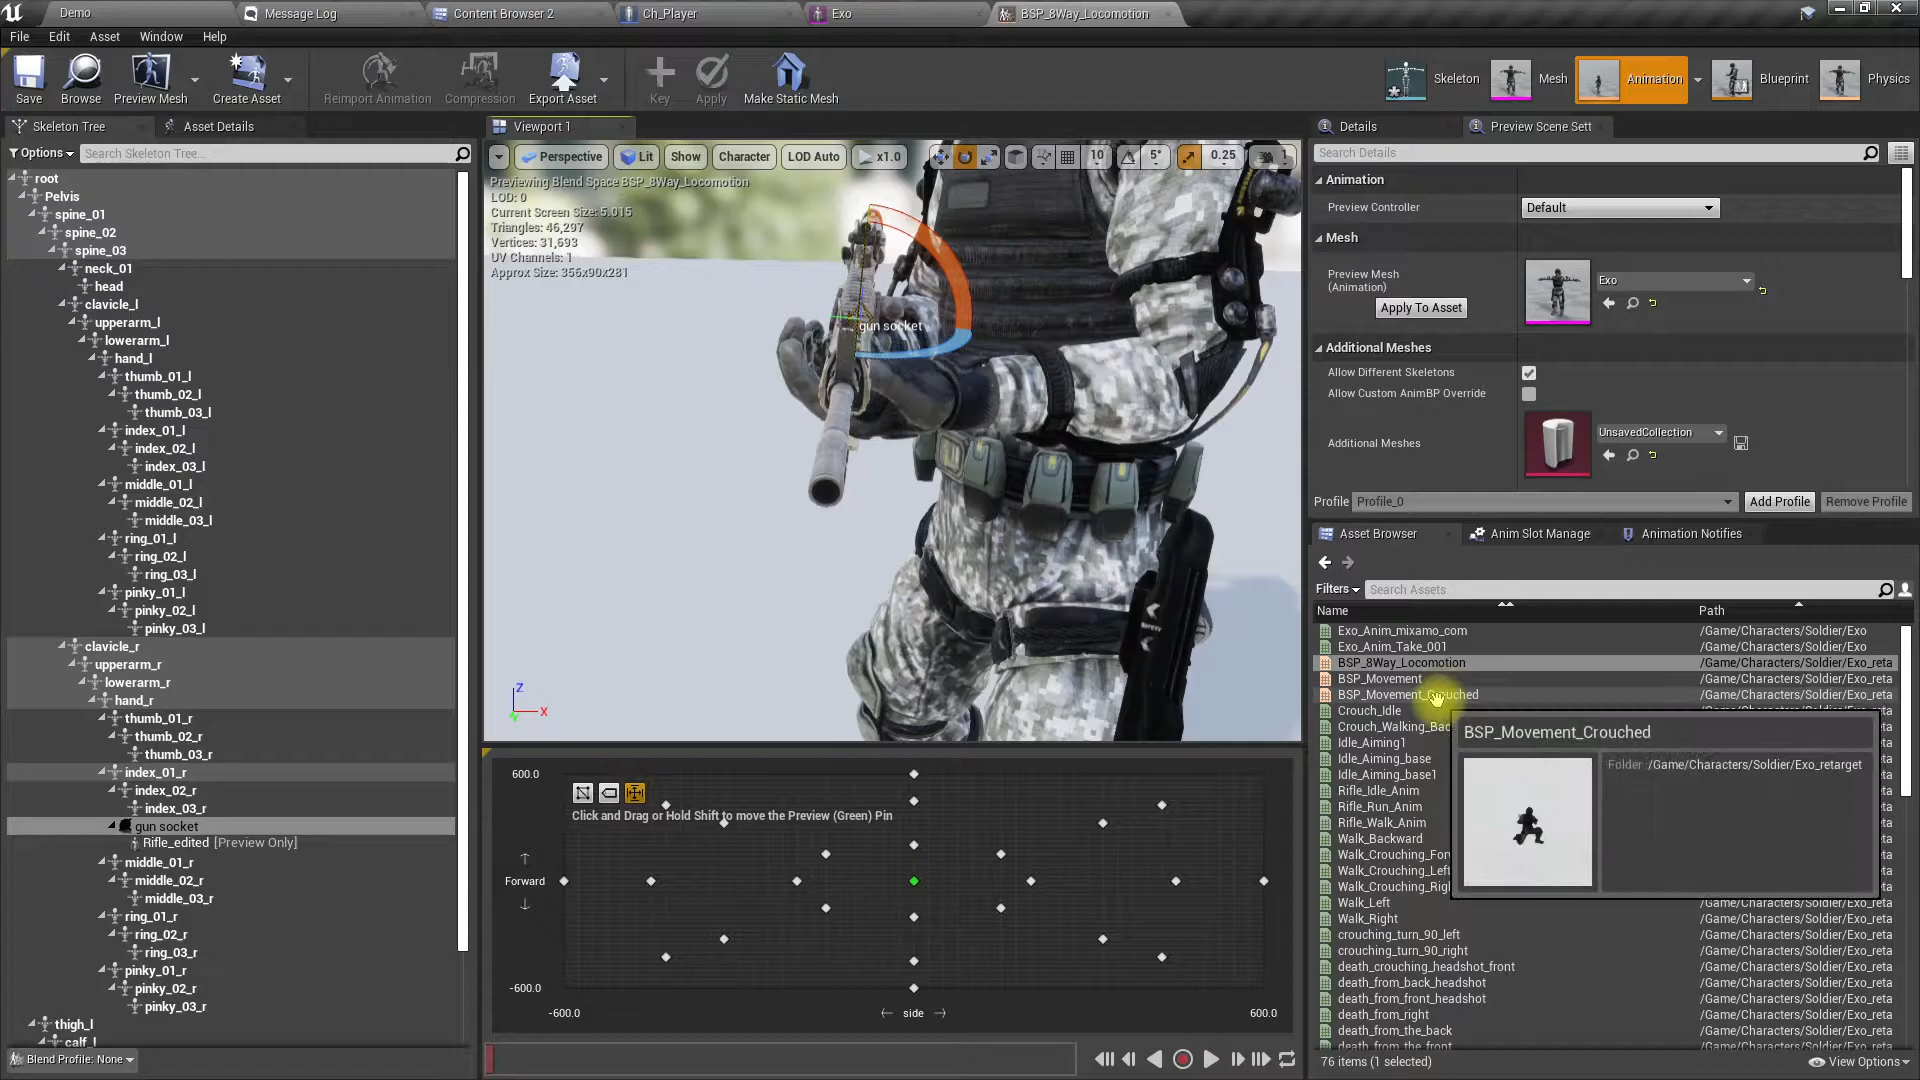 Demo
Message Log
Content Browser 2
Ch_Player
Exo
BSP_8Way_Locomotion
File
Edit
Asset
Window
Help
Save
Browse
Preview Mesh
Create Asset
Reimport Animation
Compression
Export Asset
Key
Apply
Make Static Mesh
Skeleton
Mesh
Animation
Blueprint
Physics
Skeleton Tree
Asset Details
Options
Search Skeleton Tree...
root
Pelvis
spine_01
spine_02
spine_03
neck_01
head
clavicle_l
upperarm_l
lowerarm_l
hand_l
thumb_01_l
thumb_02_l
thumb_03_l
index_01_l
index_02_l
index_03_l
middle_01_l
middle_02_l
middle_03_l
ring_01_l
ring_02_l
ring_03_l
pinky_01_l
pinky_02_l
pinky_03_l
clavicle_r
upperarm_r
lowerarm_r
hand_r
thumb_01_r
thumb_02_r
thumb_03_r
index_01_r
index_02_r
index_03_r
gun socket
Rifle_edited [Preview Only]
middle_01_r
middle_02_r
middle_03_r
ring_01_r
ring_02_r
ring_03_r
pinky_01_r
pinky_02_r
pinky_03_r
thigh_l
calf_l
Blend Profile: None
Viewport 1
Perspective
Lit
Show
Character
LOD Auto
x1.0
10
5°
0.25
1
Previewing Blend Space BSP_8Way_Locomotion
LOD: 0
Current Screen Size: 5.015
Triangles: 46,297
Vertices: 31,693
UV Channels: 1
Approx Size: 356x90x281
gun socket
Z
X
600.0
Click and Drag or Hold Shift to move the Preview (Green) Pin
Forward
-600.0
-600.0
side
600.0
Details
Preview Scene Sett
Search Details
Animation
Preview Controller
Default
Mesh
Preview Mesh
(Animation)
Apply To Asset
Exo
Additional Meshes
Allow Different Skeletons
Allow Custom AnimBP Override
Additional Meshes
UnsavedCollection
Profile
Profile_0
Add Profile
Remove Profile
Asset Browser
Anim Slot Manage
Animation Notifies
Filters
Search Assets
Name
Path
Exo_Anim_mixamo_com /Game/Characters/Soldier/Exo
Exo_Anim_Take_001 /Game/Characters/Soldier/Exo
BSP_8Way_Locomotion /Game/Characters/Soldier/Exo_reta
BSP_Movement /Game/Characters/Soldier/Exo_reta
BSP_Movement_Crouched /Game/Characters/Soldier/Exo_reta
Crouch_Idle
Crouch_Walking_Bac
Idle_Aiming1
Idle_Aiming_base
Idle_Aiming_base1
Rifle_Idle_Anim
Rifle_Run_Anim
Rifle_Walk_Anim
Walk_Backward
Walk_Crouching_For
Walk_Crouching_Left
Walk_Crouching_Rig
BSP_Movement_Crouched
Folder : /Game/Characters/Soldier/Exo_retarget
Walk_Left /Game/Characters/Soldier/Exo_reta
Walk_Right /Game/Characters/Soldier/Exo_reta
crouching_turn_90_left /Game/Characters/Soldier/Exo_reta
crouching_turn_90_right /Game/Characters/Soldier/Exo_reta
death_crouching_headshot_front /Game/Characters/Soldier/Exo_reta
death_from_back_headshot /Game/Characters/Soldier/Exo_reta
death_from_front_headshot /Game/Characters/Soldier/Exo_reta
death_from_right /Game/Characters/Soldier/Exo_reta
death_from_the_back /Game/Characters/Soldier/Exo_reta
death_from_the_front /Game/Characters/Soldier/Exo_reta
76 items (1 selected)
View Options